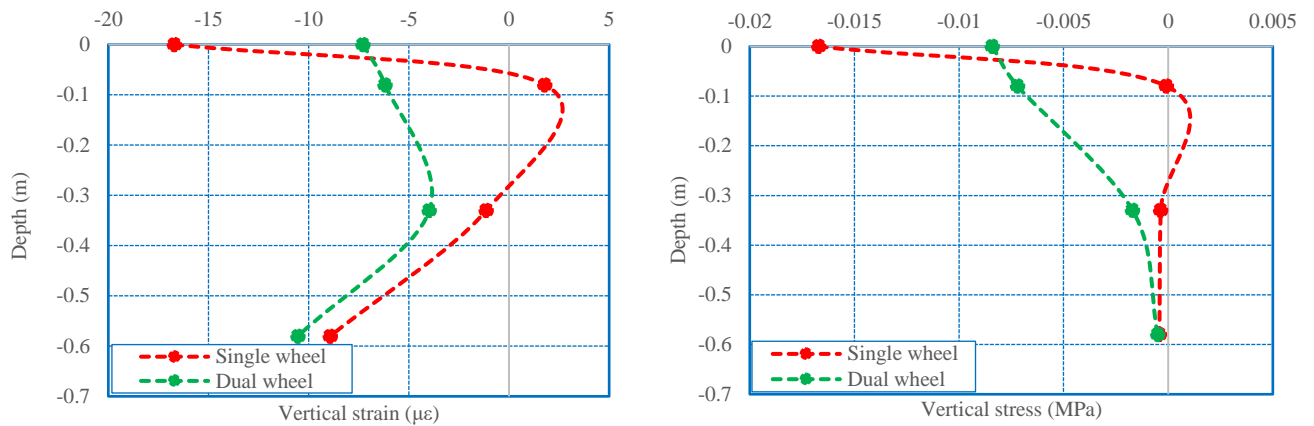 -20 -15 -10 -5 0 5
0
-0.1
-0.2
-0.3
-0.4
-0.5
-0.6
-0.7
Depth (m)
Single wheel
Dual wheel
Vertical strain (με)
-0.02 -0.015 -0.01 -0.005 0 0.005
0
-0.1
-0.2
-0.3
-0.4
-0.5
-0.6
-0.7
Depth (m)
Single wheel
Dual wheel
Vertical stress (MPa)